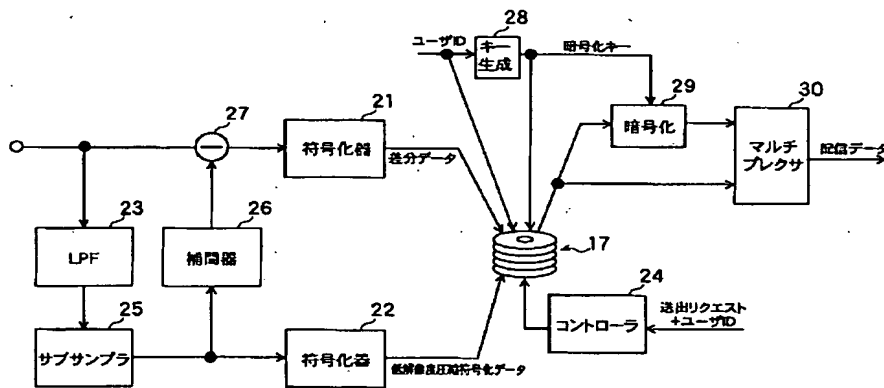 28
ユーザID
キー
生成
暗号化キー
29
暗号化
30
マルチ
プレクサ
配信データ
27
21
符号化器
差分データ
23
LPF
26
補間器
17
24
コントローラ
送出リクエスト
+ユーザID
25
サブサンプラ
22
符号化器
低解像度圧縮符号化データ